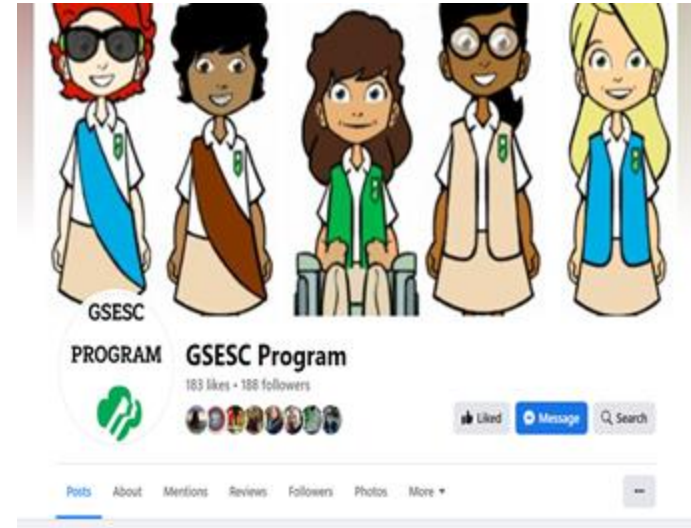 GSESC
PROGRAM
GSESC Program
183 likes • 188 followers
Liked
Message
Search
Posts
About
Mentions
Reviews
Followers
Photos
More